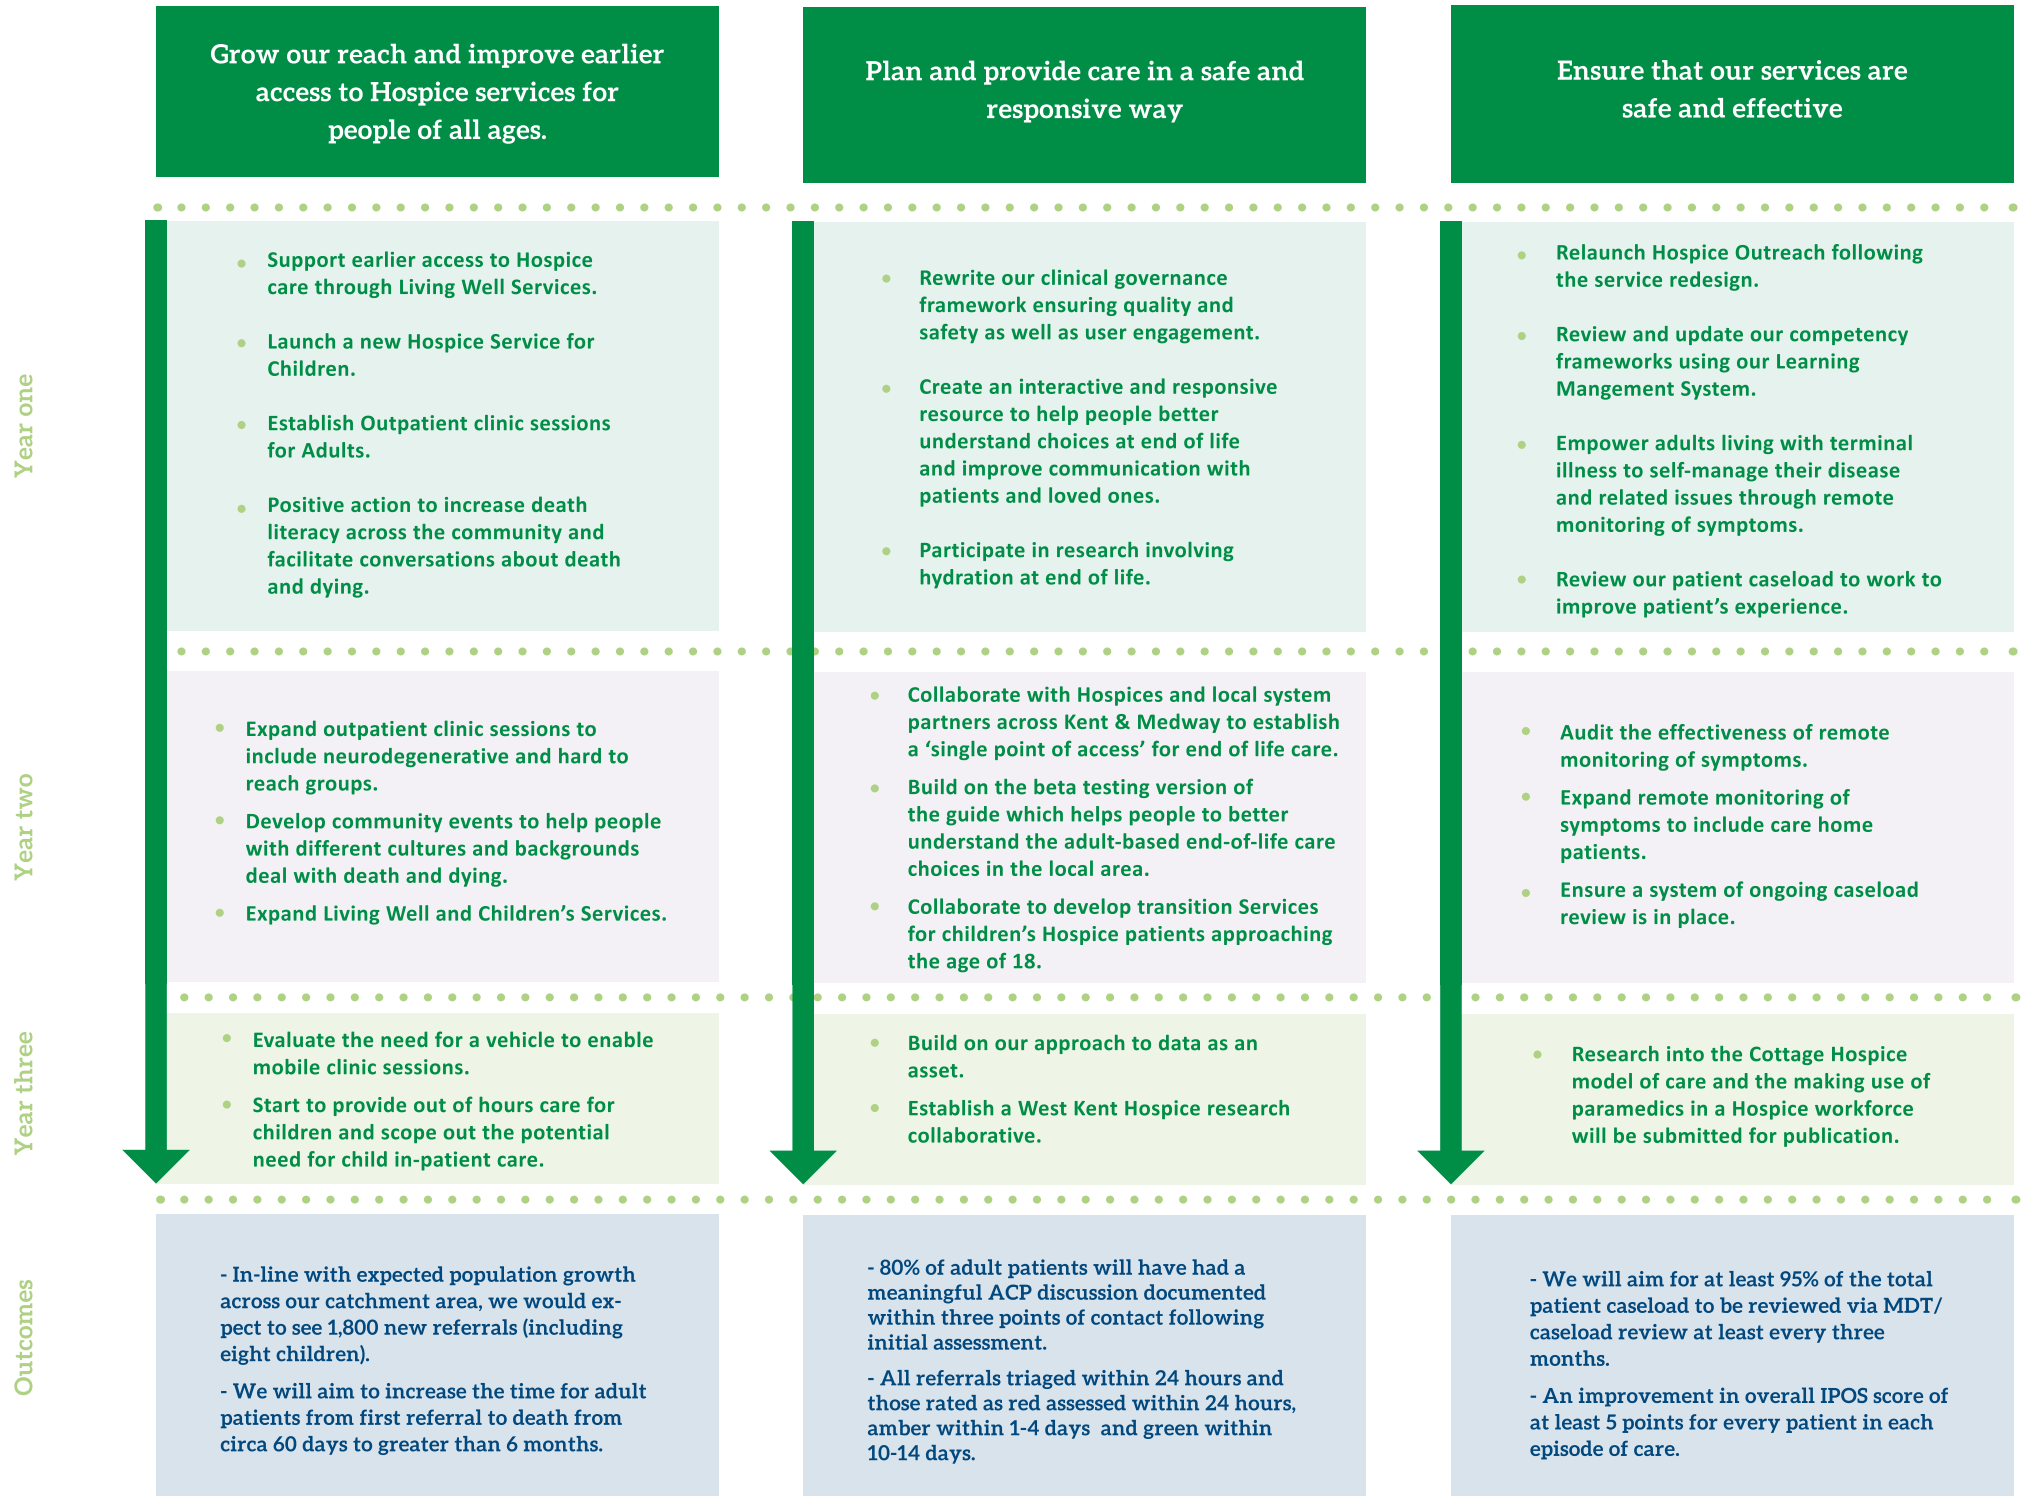 Grow our reach and improve earlier
access to Hospice services for
people of all ages.
Plan and provide care in a safe and
responsive way
Ensure that our services are
safe and effective
Year one
Support earlier access to Hospice
care through Living Well Services.
Launch a new Hospice Service for
Children.
Establish Outpatient clinic sessions
for Adults.
Positive action to increase death
literacy across the community and
facilitate conversations about death
and dying.
Rewrite our clinical governance
framework ensuring quality and
safety as well as user engagement.
Create an interactive and responsive
resource to help people better
understand choices at end of life
and improve communication with
patients and loved ones.
Participate in research involving
hydration at end of life.
Relaunch Hospice Outreach following
the service redesign.
Review and update our competency
frameworks using our Learning
Mangement System.
Empower adults living with terminal
illness to self-manage their disease
and related issues through remote
monitoring of symptoms.
Review our patient caseload to work to
improve patient’s experience.
Year two
Expand outpatient clinic sessions to
include neurodegenerative and hard to
reach groups.
Develop community events to help people
with different cultures and backgrounds
deal with death and dying.
Expand Living Well and Children’s Services.
Collaborate with Hospices and local system
partners across Kent & Medway to establish
a ‘single point of access’ for end of life care.
Build on the beta testing version of
the guide which helps people to better
understand the adult-based end-of-life care
choices in the local area.
Collaborate to develop transition Services
for children’s Hospice patients approaching
the age of 18.
Audit the effectiveness of remote
monitoring of symptoms.
Expand remote monitoring of
symptoms to include care home
patients.
Ensure a system of ongoing caseload
review is in place.
Year three
Evaluate the need for a vehicle to enable
mobile clinic sessions.
Start to provide out of hours care for
children and scope out the potential
need for child in-patient care.
Build on our approach to data as an
asset.
Establish a West Kent Hospice research
collaborative.
Research into the Cottage Hospice
model of care and the making use of
paramedics in a Hospice workforce
will be submitted for publication.
Outcomes
- In-line with expected population growth
across our catchment area, we would ex-
pect to see 1,800 new referrals (including
eight children).
- We will aim to increase the time for adult
patients from first referral to death from
circa 60 days to greater than 6 months.
- 80% of adult patients will have had a
meaningful ACP discussion documented
within three points of contact following
initial assessment.
- All referrals triaged within 24 hours and
those rated as red assessed within 24 hours,
amber within 1-4 days and green within
10-14 days.
- We will aim for at least 95% of the total
patient caseload to be reviewed via MDT/
caseload review at least every three
months.
- An improvement in overall IPOS score of
at least 5 points for every patient in each
episode of care.